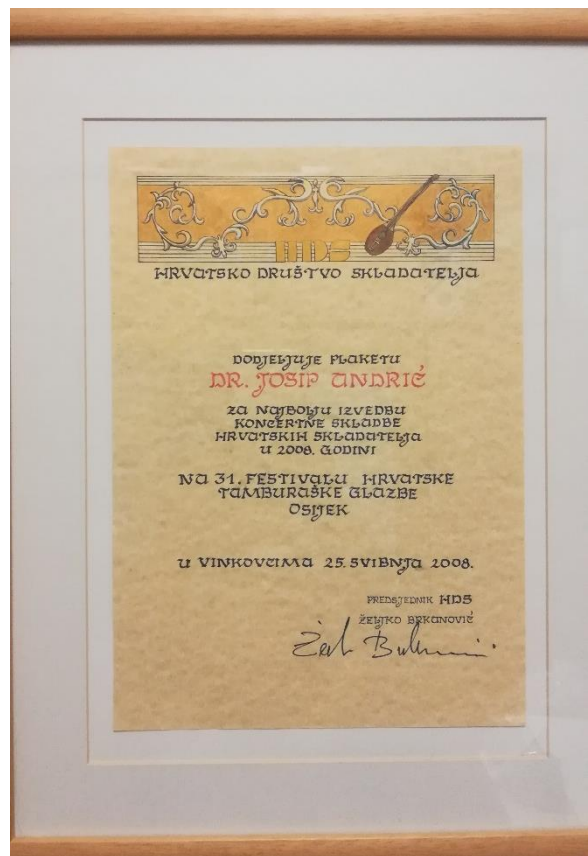 HDS
HRVATSKO DRUŠTVO SKLADATELJA
DODJELJUJE PLAKETU
DR. JOSIP ANDRIĆ
ZA NAJBOLJU IZVEDBU
KONCERTNE SKLADBE
HRVATSKIH SKLADATELJA
U 2008. GODINI
NA 31. FESTIVALU HRVATSKE
TAMBURAŠKE GLAZBE
OSIJEK
U VINKOVCIMA 25. SVIBNJA 2008.
PREDSJEDNIK HDS
ŽELJKO BRKANOVIĆ